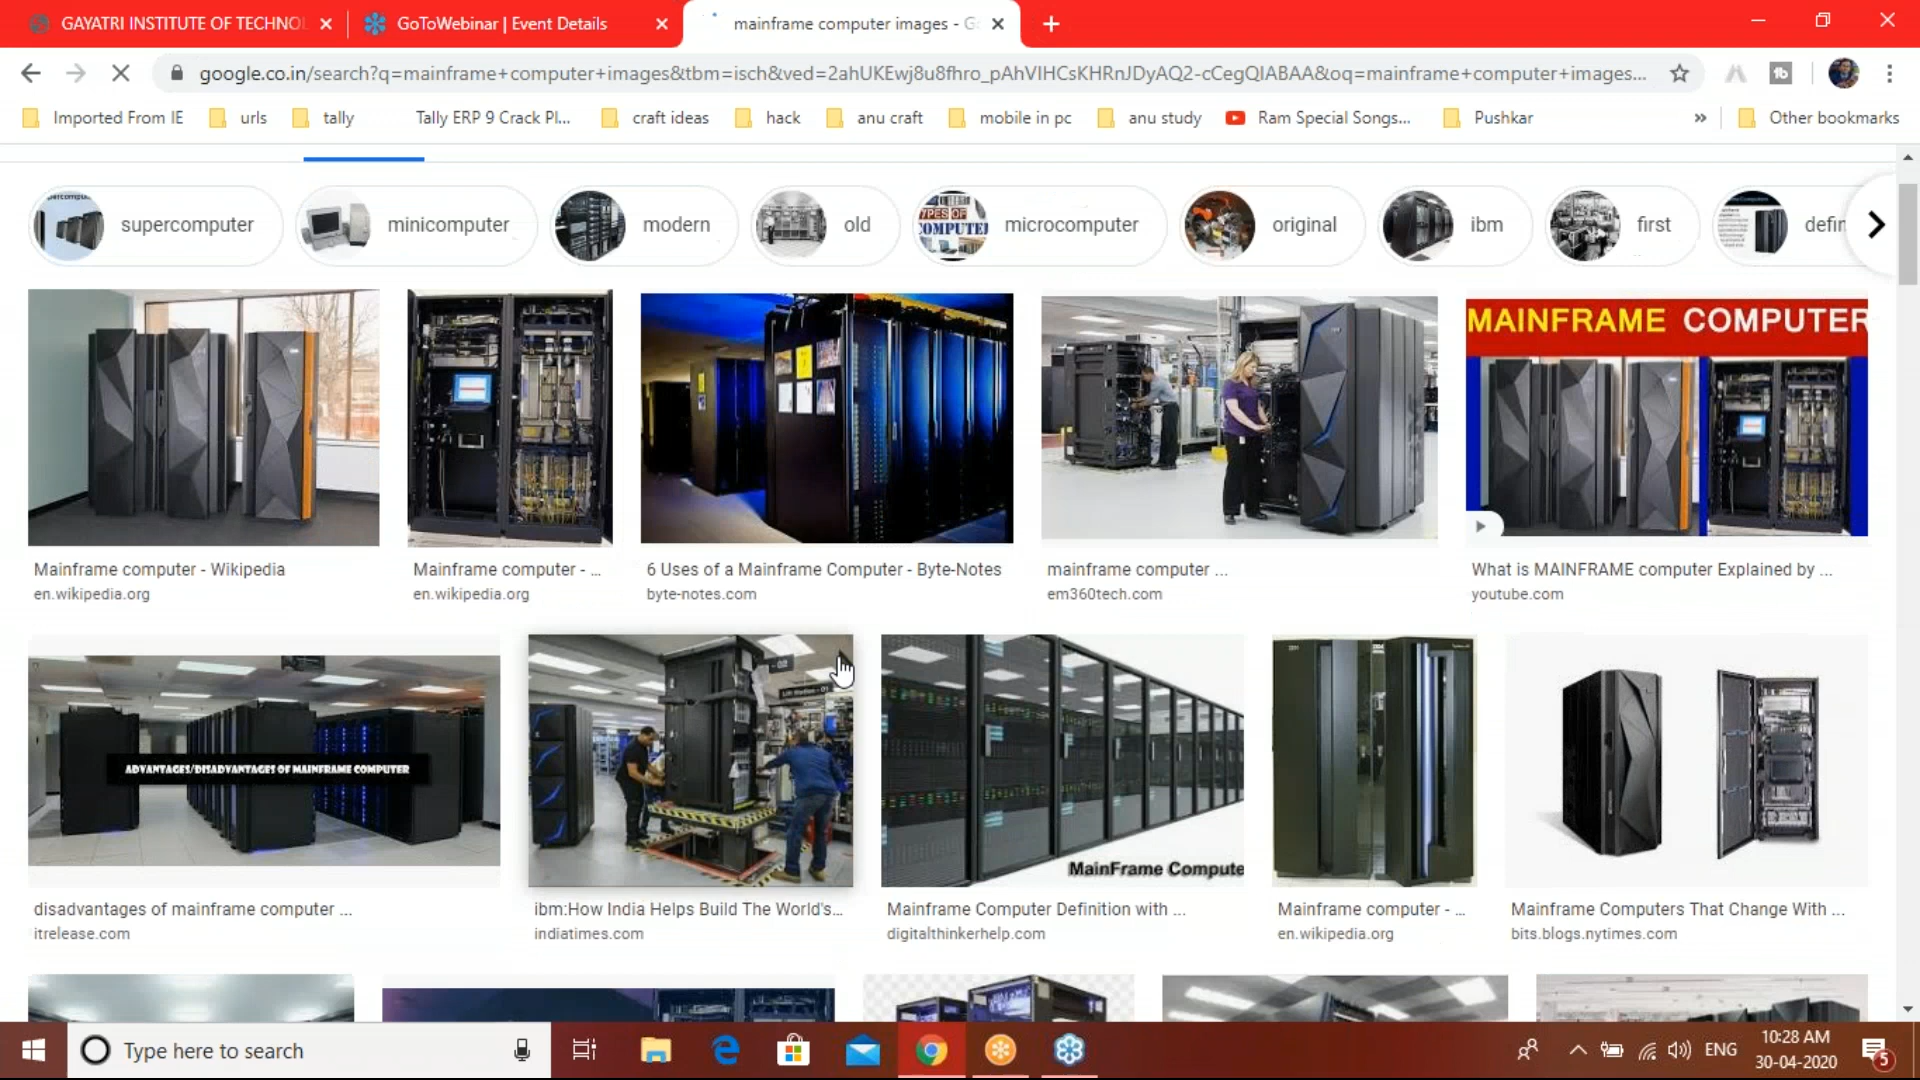 GAYATRI INSTITUTE OF TECHNOL
GoToWebinar | Event Details
mainframe computer images - G
google.co.in/search?q=mainframe+computer+images&tbm=isch&ved=2ahUKEwj8u8fhro_pAhVIHCsKHRnJDyAQ2-cCegQIABAA&oq=mainframe+computer+images...
Imported From IE
urls
tally
Tally ERP 9 Crack Pl...
craft ideas
hack
anu craft
mobile in pc
anu study
Ram Special Songs...
Pushkar
»
Other bookmarks
supercomputer
minicomputer
modern
old
TYPES OF
COMPUTE
microcomputer
original
ibm
first
defin
MAINFRAME COMPUTER
Mainframe computer - Wikipedia
en.wikipedia.org
Mainframe computer - ...
en.wikipedia.org
6 Uses of a Mainframe Computer - Byte-Notes
byte-notes.com
mainframe computer ...
em360tech.com
What is MAINFRAME computer Explained by ...
youtube.com
ADVANTAGES/DISADVANTAGES OF MAINFRAME COMPUTER
MainFrame Compute
disadvantages of mainframe computer ...
itrelease.com
ibm:How India Helps Build The World's...
indiatimes.com
Mainframe Computer Definition with ...
digitalthinkerhelp.com
Mainframe computer - ...
en.wikipedia.org
Mainframe Computers That Change With ...
bits.blogs.nytimes.com
Type here to search
ENG
10:28 AM
30-04-2020
5